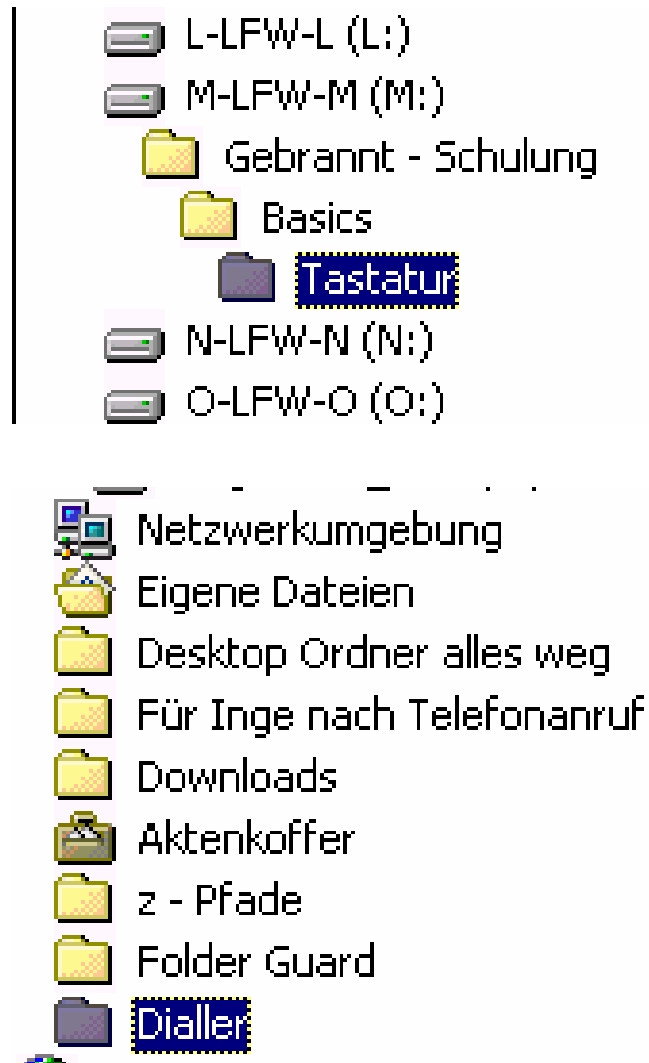 L-LFW-L (L:)
M-LFW-M (M:)
Gebrannt - Schulung
Basics
Tastatur
N-LFW-N (N:)
O-LFW-O (O:)
Netzwerkumgebung
Eigene Dateien
Desktop Ordner alles weg
Für Inge nach Telefonanruf
Downloads
Aktenkoffer
z - Pfade
Folder Guard
Dialler